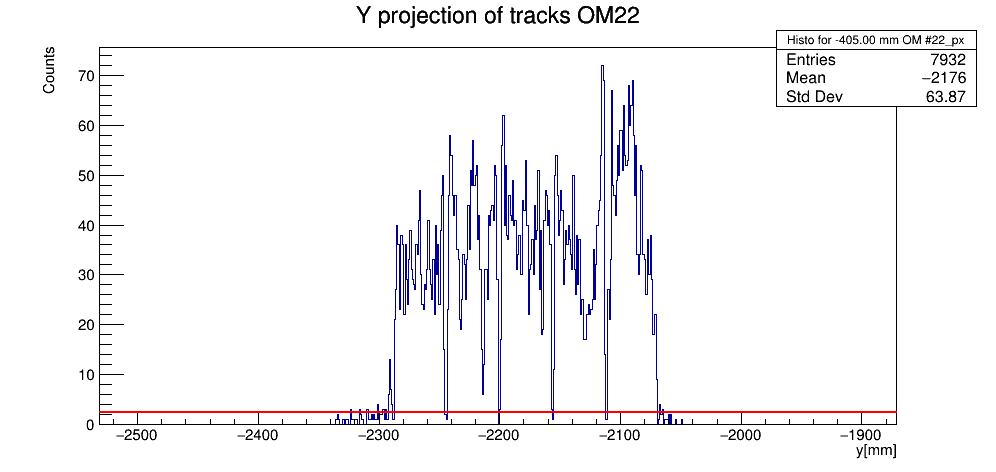 Y projection of tracks OM22
Histo for -405.00 mm OM #22_px
Entries 7932
Mean −2176
Std Dev 63.87
Counts
70
60
50
40
30
20
10
0
−2500 −2400 −2300 −2200 −2100 −2000 −1900
y[mm]